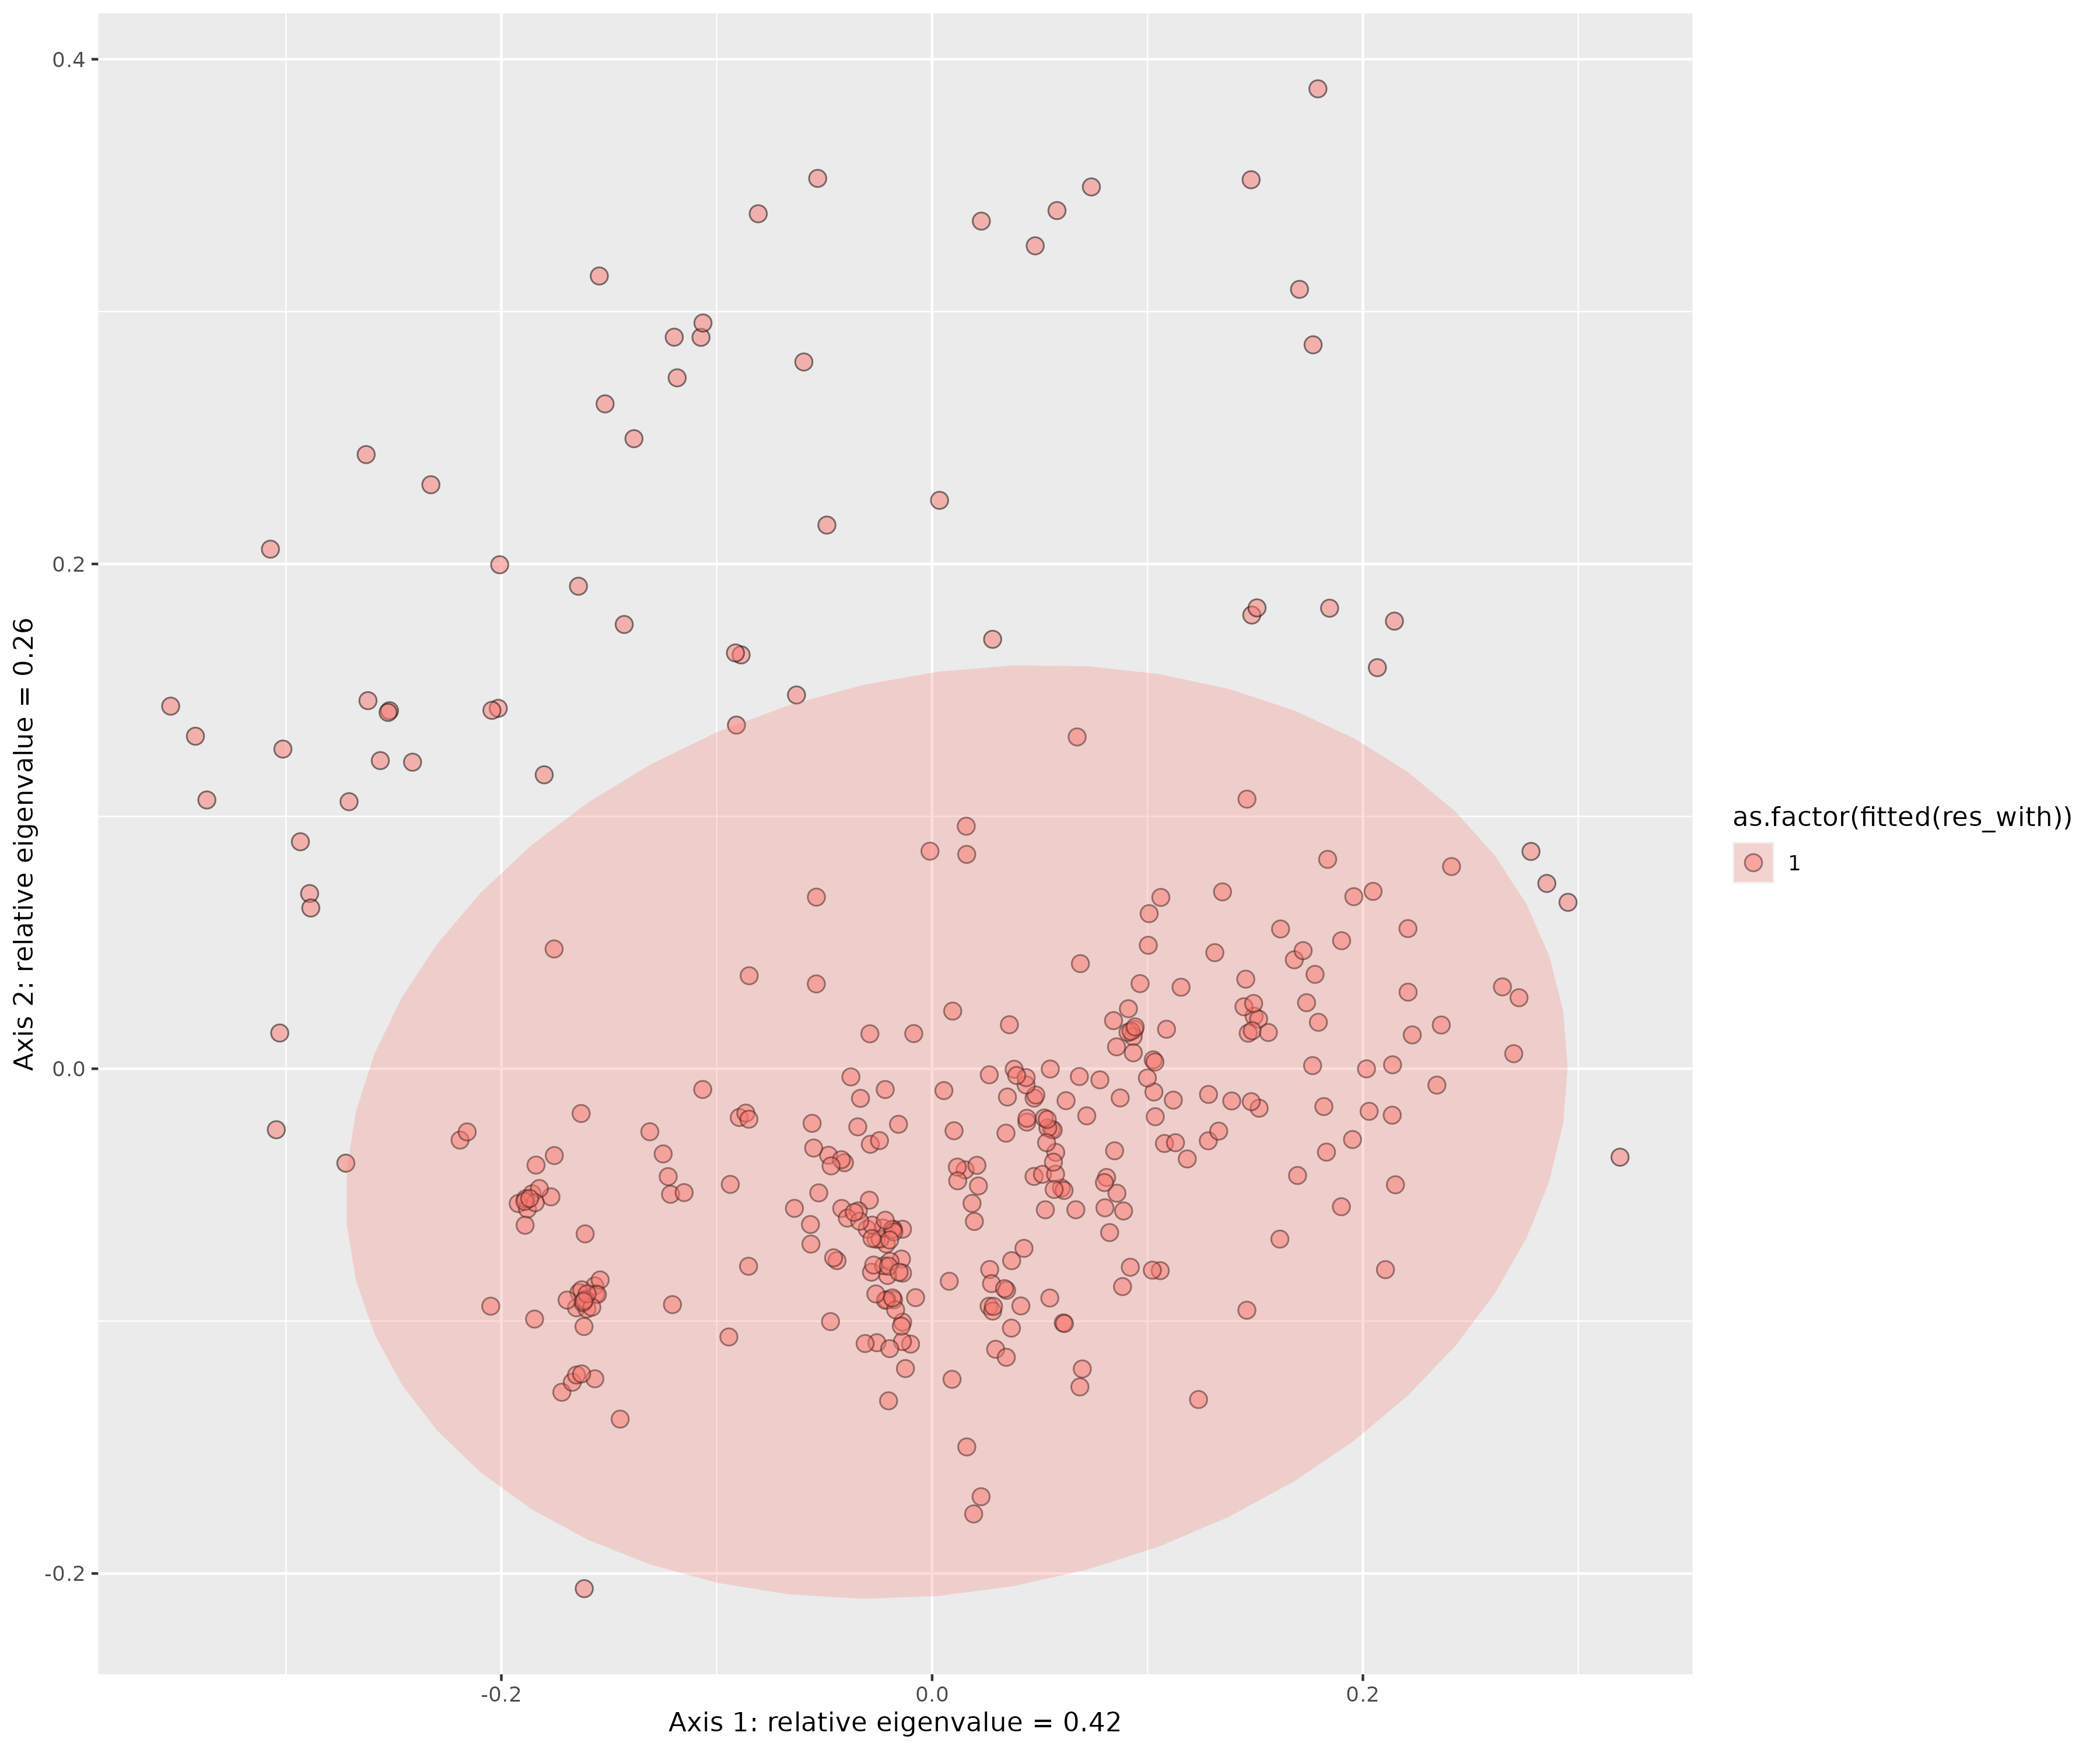 0.4
0.2
0.0
-0.2
Axis 2: relative eigenvalue = 0.26
-0.2
0.0
0.2
Axis 1: relative eigenvalue = 0.42
as.factor(fitted(res_with))
1